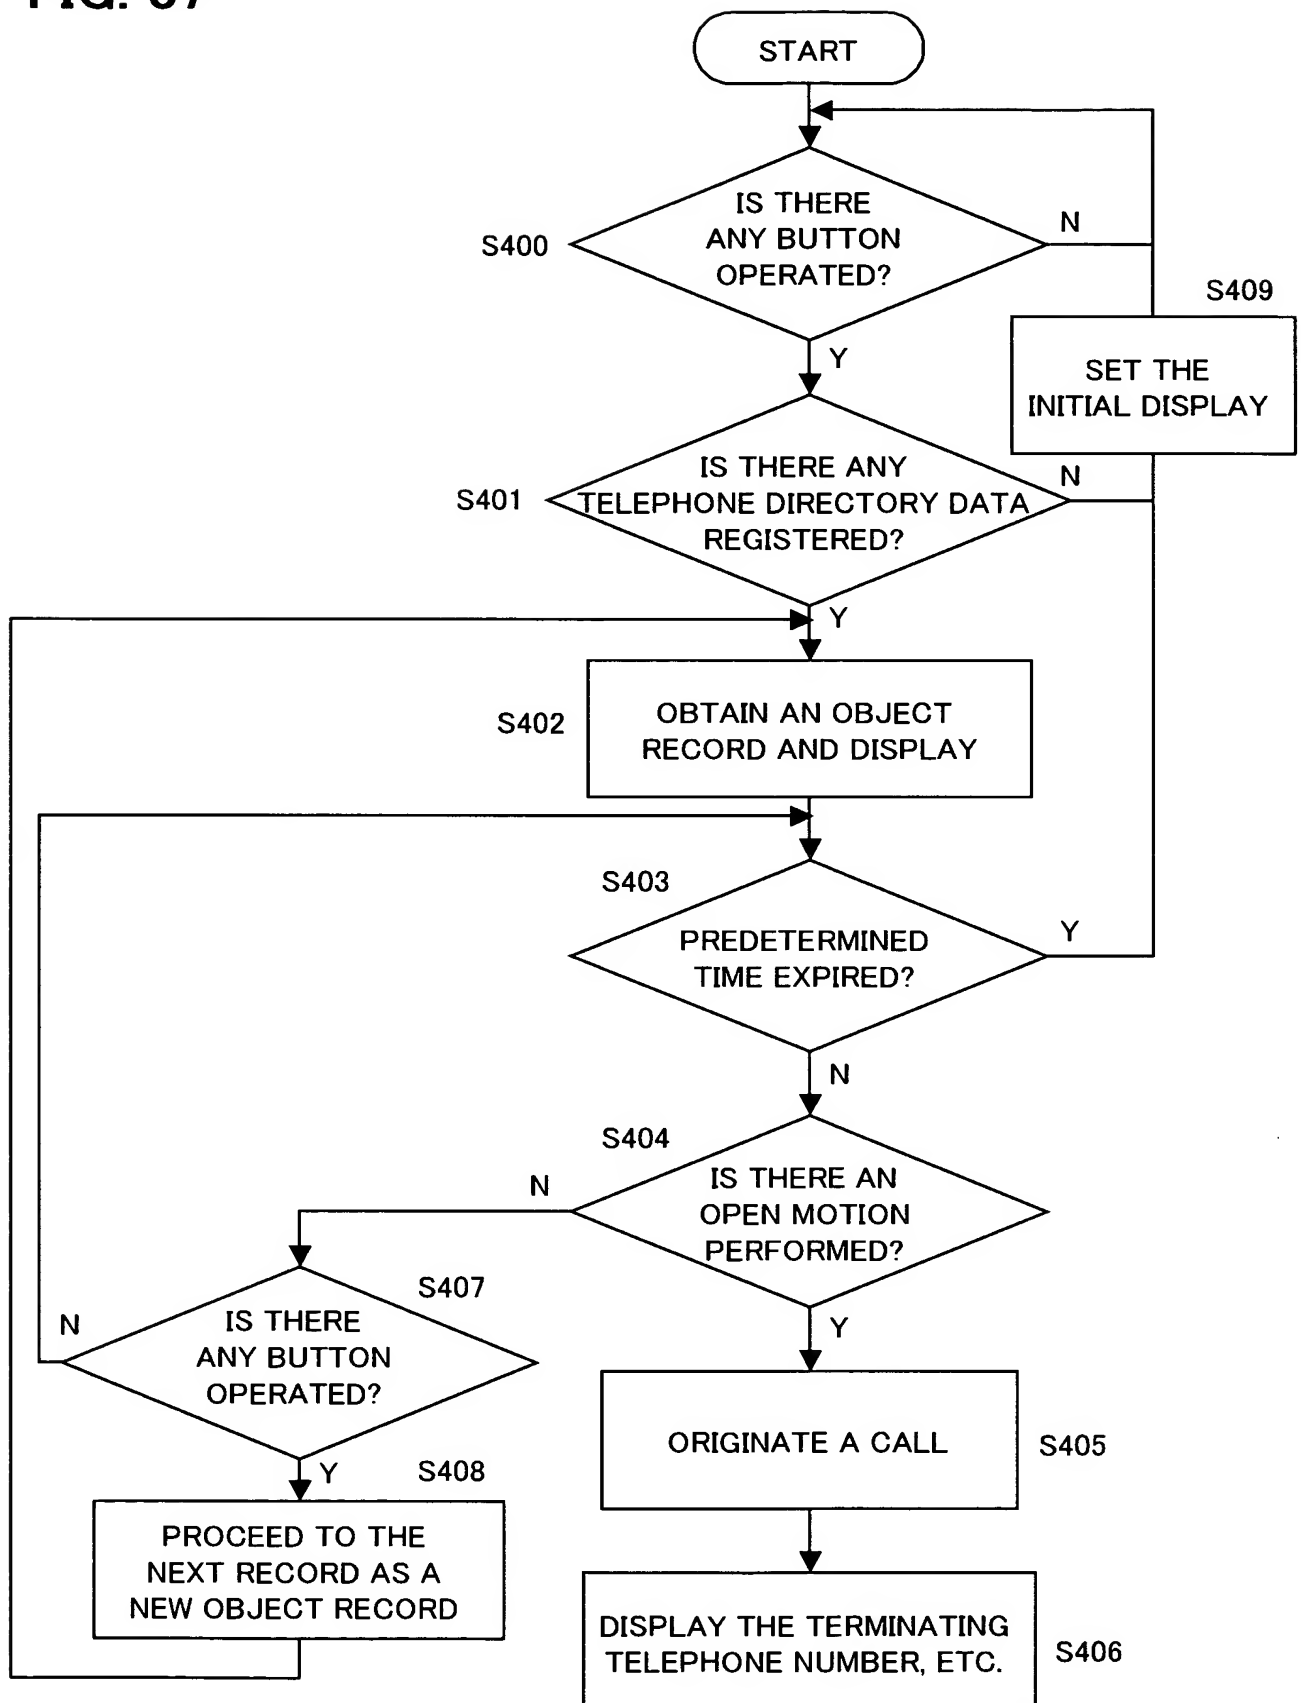 START
IS THERE
ANY BUTTON
OPERATED?
N
S400
S409
Y
SET THE
INITIAL DISPLAY
IS THERE ANY
TELEPHONE DIRECTORY DATA
REGISTERED?
N
S401
Y
OBTAIN AN OBJECT
RECORD AND DISPLAY
S402
S403
PREDETERMINED
TIME EXPIRED?
Y
N
S404
IS THERE AN
OPEN MOTION
PERFORMED?
N
S407
IS THERE
ANY BUTTON
OPERATED?
N
Y
Y
ORIGINATE A CALL
S405
S408
PROCEED TO THE
NEXT RECORD AS A
NEW OBJECT RECORD
DISPLAY THE TERMINATING
TELEPHONE NUMBER, ETC.
S406